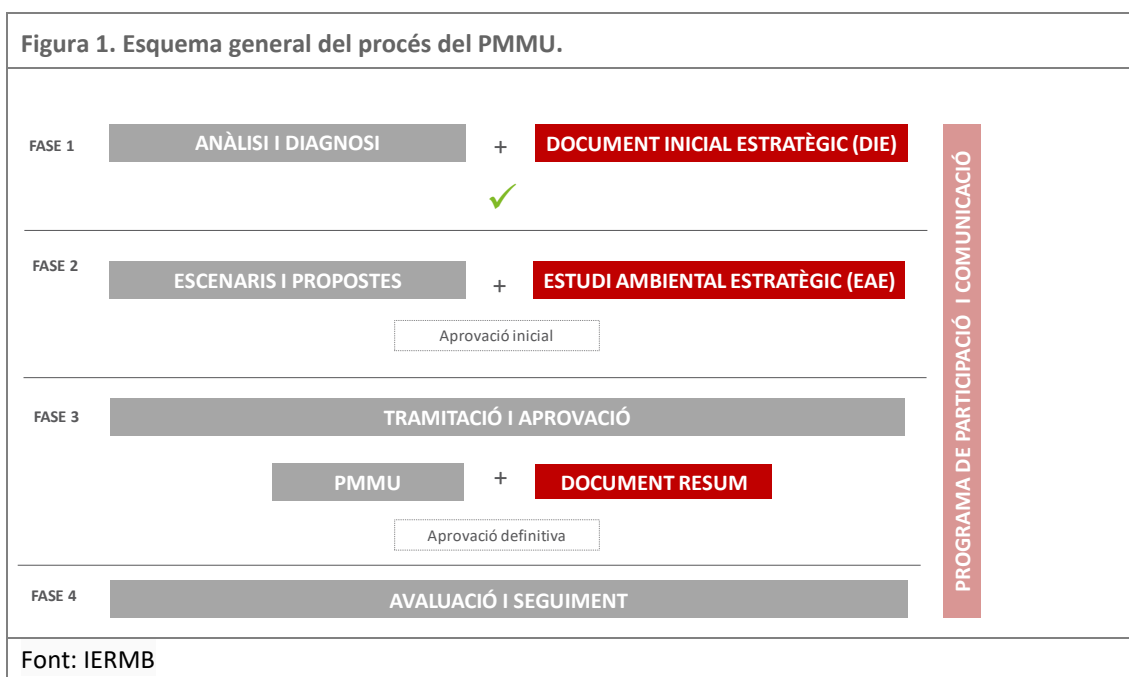 Figura 1. Esquema general del procés del PMMU.
FASE 1
ANÀLISI I DIAGNOSI
+
DOCUMENT INICIAL ESTRATÈGIC (DIE)
FASE 2
ESCENARIS I PROPOSTES
+
ESTUDI AMBIENTAL ESTRATÈGIC (EAE)
Aprovació inicial
FASE 3
TRAMITACIÓ I APROVACIÓ
PMMU
+
DOCUMENT RESUM
Aprovació definitiva
FASE 4
AVALUACIÓ I SEGUIMENT
PROGRAMA DE PARTICIPACIÓ I COMUNICACIÓ
Font: IERMB